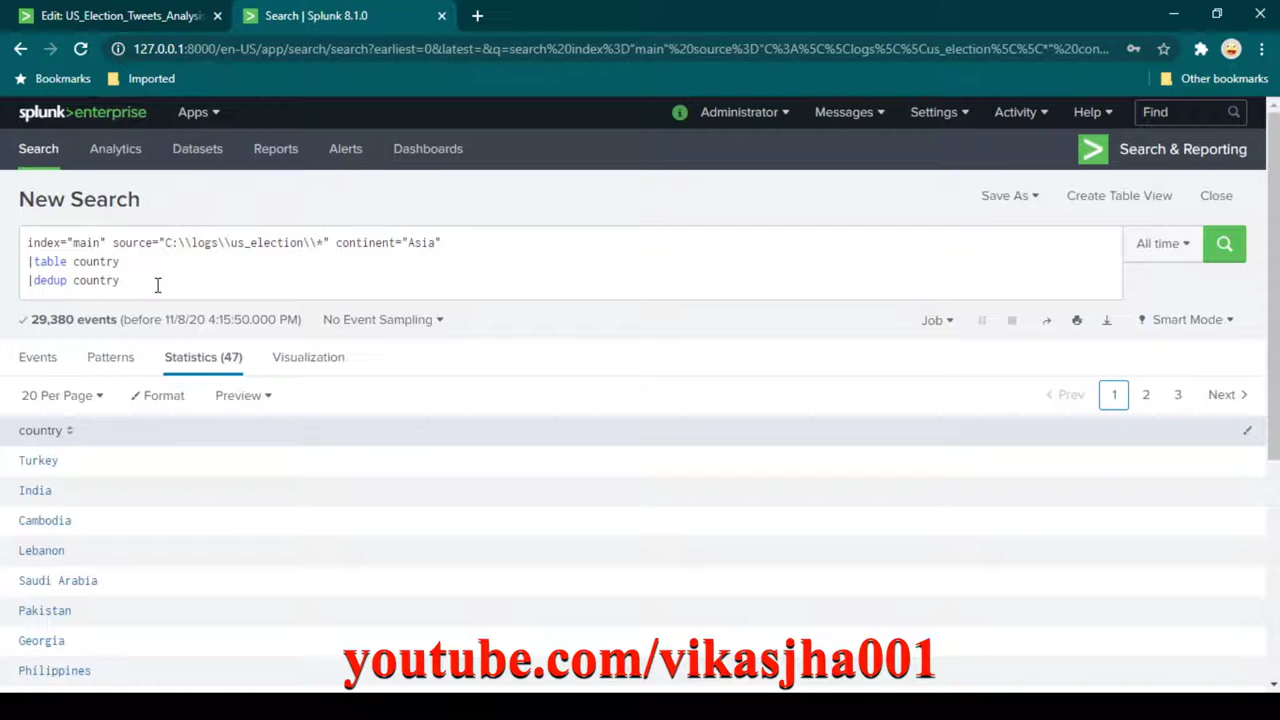 Edit: US_Election_Tweets_Analysis
Search | Splunk 8.1.0
127.0.0.1:8000/en-US/app/search/search?earliest=0&latest=&q=search%20index%3D"main"%20source%3D"C%3A%5C%5Clogs%5C%5Cus_election%5C%5C*"%20con...
Bookmarks Imported Other bookmarks
splunk>enterprise Apps Administrator Messages Settings Activity Help Find
Search Analytics Datasets Reports Alerts Dashboards Search & Reporting
New Search Save As Create Table View Close
index="main" source="C:\\logs\\us_election\\*" continent="Asia" All time
|table country
|dedup country
29,380 events (before 11/8/20 4:15:50.000 PM) No Event Sampling Job Smart Mode
Events Patterns Statistics (47) Visualization
20 Per Page Format Preview Prev 1 2 3 Next
country
Turkey
India
Cambodia
Lebanon
Saudi Arabia
Pakistan
Georgia
Philippines
youtube.com/vikasjha001